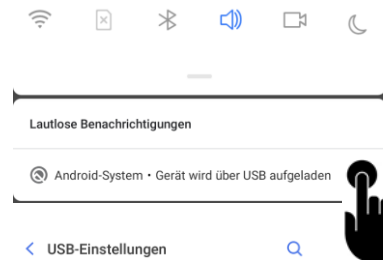 Lautlose Benachrichtigungen
Android-System • Gerät wird über USB aufgeladen
USB-Einstellungen